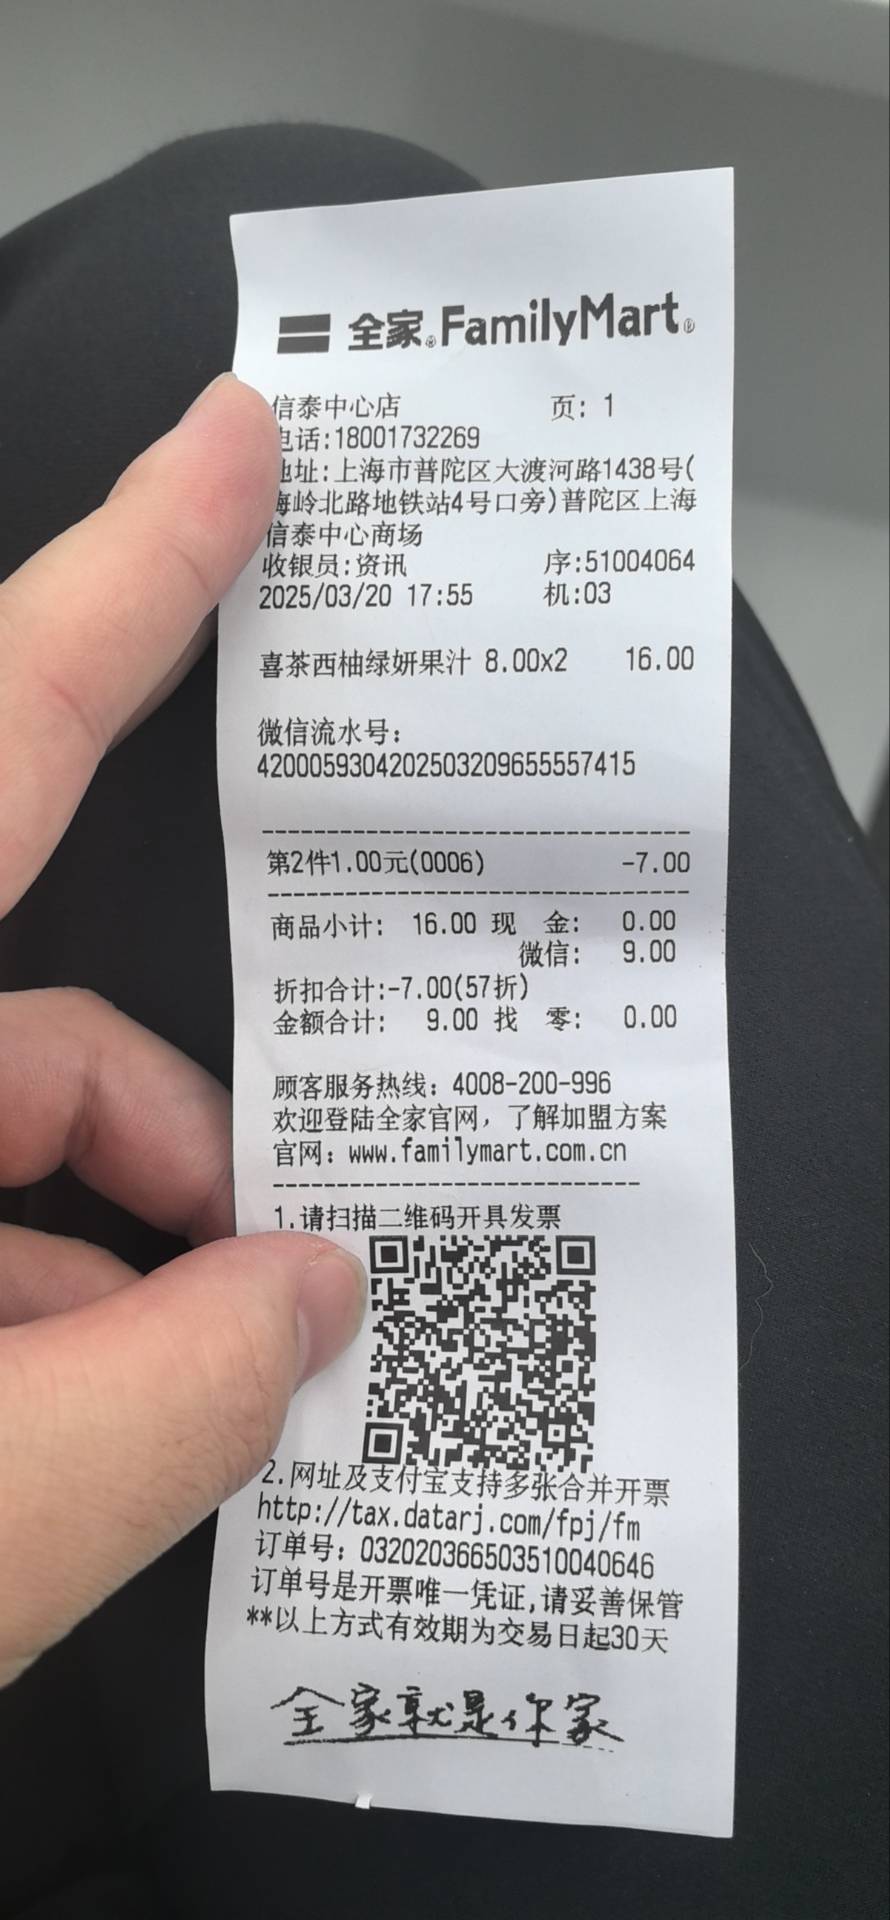 全家 FamilyMart
信泰中心店 页: 1
电话:18001732269
地址:上海市普陀区大渡河路1438号(
梅岭北路地铁站4号口旁)普陀区上海
信泰中心商场
收银员:资讯 序:51004064
2025/03/20 17:55 机:03
喜茶西柚绿妍果汁 8.00x2 16.00
微信流水号:
4200059304202503209655557415
第2件1.00元(0006) -7.00
商品小计: 16.00 现 金: 0.00
微信: 9.00
折扣合计:-7.00(57折)
金额合计: 9.00 找 零: 0.00
顾客服务热线: 4008-200-996
欢迎登陆全家官网, 了解加盟方案
官网: www.familymart.com.cn
1.请扫描二维码开具发票
2.网址及支付宝支持多张合并开票
http://tax.datarj.com/fpj/fm
订单号: 032020366503510040646
订单号是开票唯一凭证,请妥善保管
**以上方式有效期为交易日起30天
全家就是你家